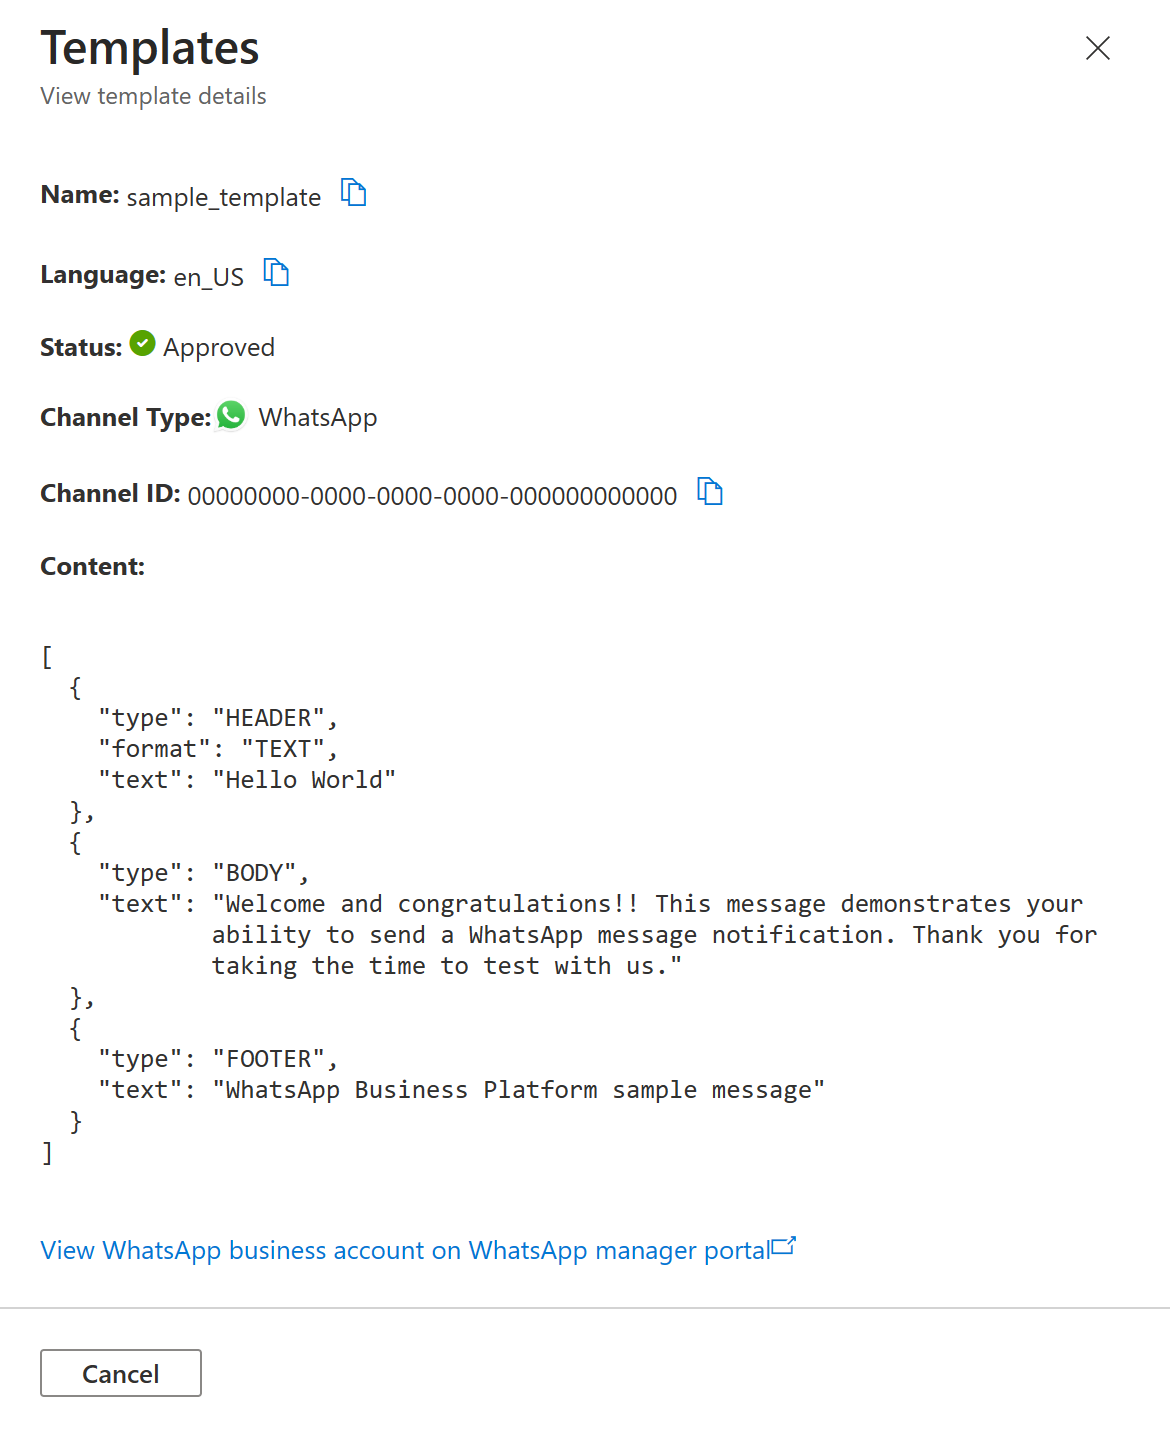 Templates
View template details
Name: sample_template
Language: en_US
Status: Approved
Channel Type: WhatsApp
Channel ID: 00000000-0000-0000-0000-000000000000
Content:
[
  {
    "type": "HEADER",
    "format": "TEXT",
    "text": "Hello World"
  },
  {
    "type": "BODY",
    "text": "Welcome and congratulations!! This message demonstrates your
            ability to send a WhatsApp message notification. Thank you for
            taking the time to test with us."
  },
  {
    "type": "FOOTER",
    "text": "WhatsApp Business Platform sample message"
  }
]
View WhatsApp business account on WhatsApp manager portal
Cancel